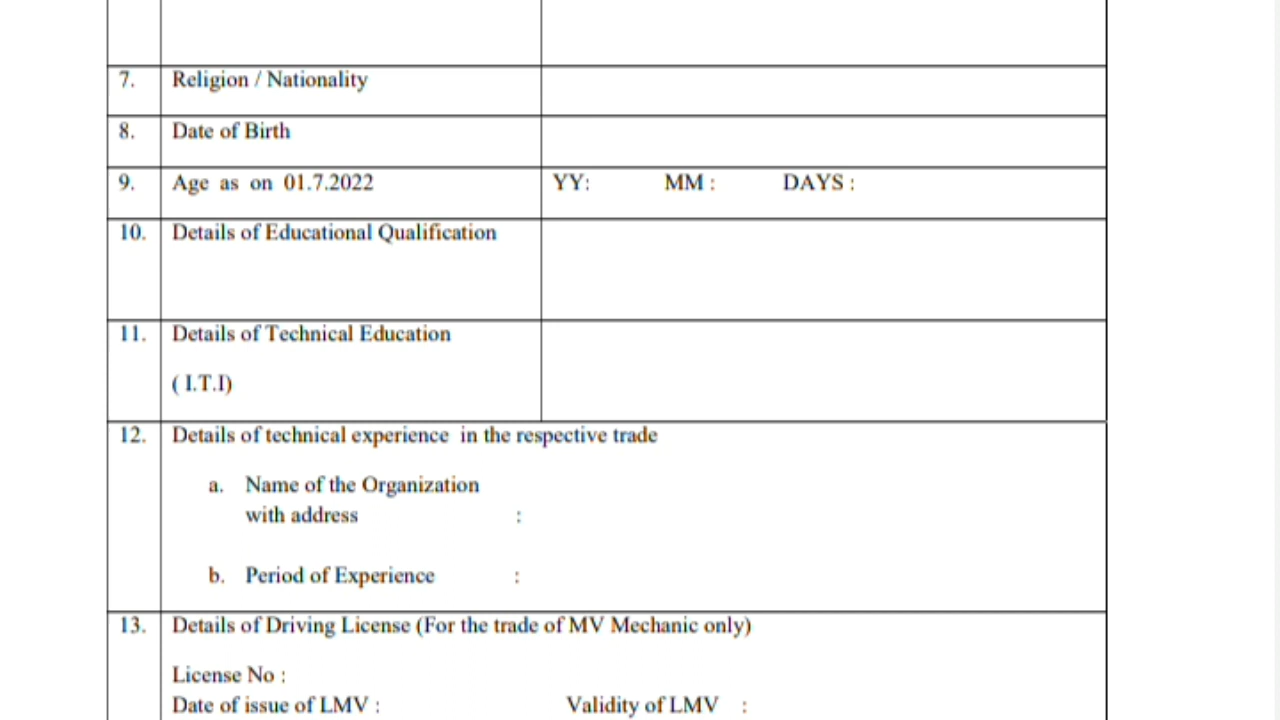 7. Religion / Nationality
8. Date of Birth
9. Age as on 01.7.2022 YY: MM : DAYS :
10. Details of Educational Qualification
11. Details of Technical Education
( I.T.I)
12. Details of technical experience in the respective trade
a. Name of the Organization
with address :
b. Period of Experience :
13. Details of Driving License (For the trade of MV Mechanic only)
License No :
Date of issue of LMV : Validity of LMV :